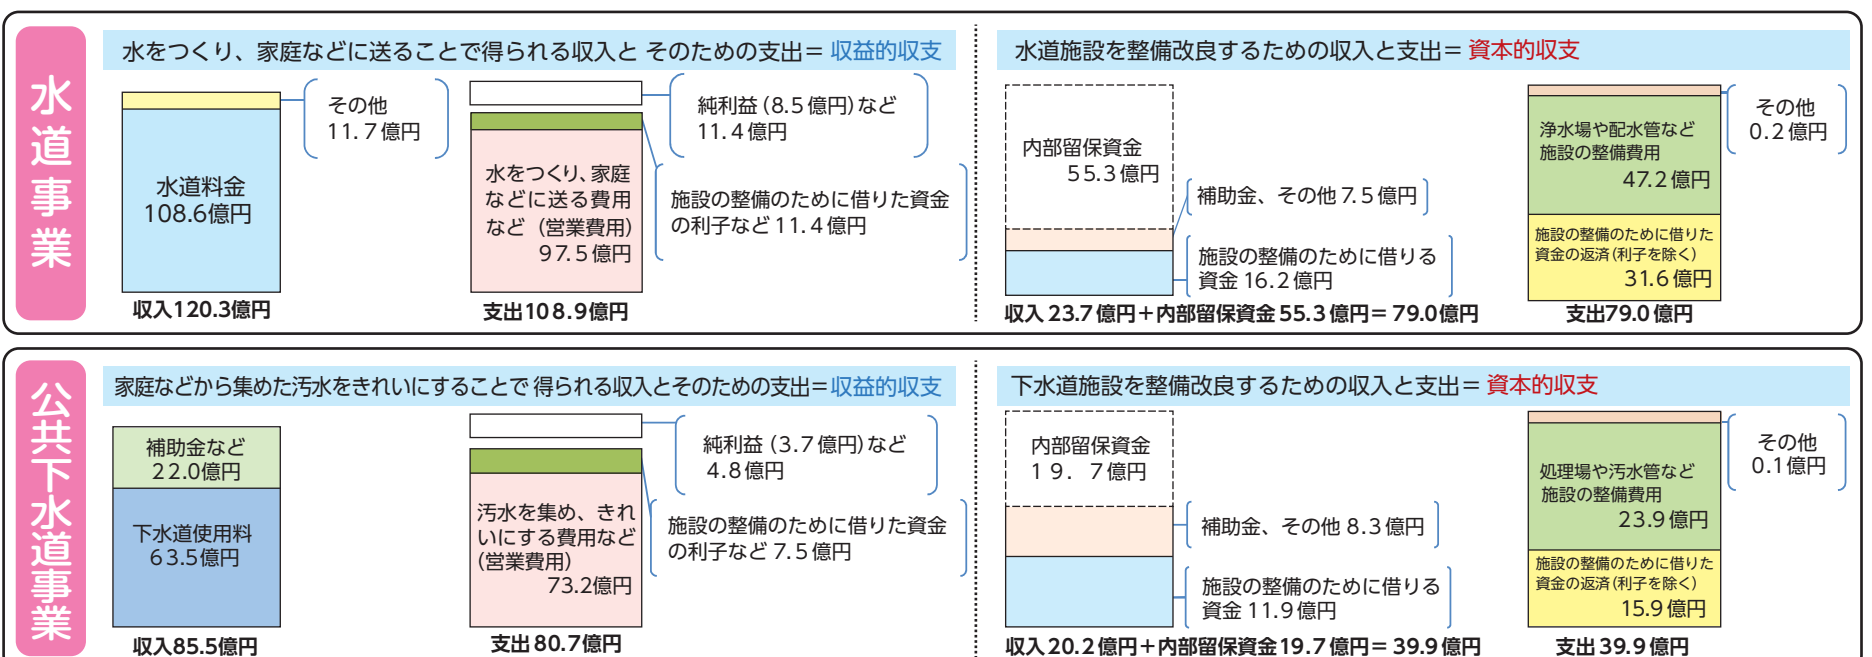 水道事業
水をつくり、家庭などに送ることで得られる収入と そのための支出＝ 収益的収支
その他
11.7億円
水道料金
108.6億円
収入120.3億円
純利益（8.5億円）など
11.4億円
水をつくり、家庭
などに送る費用
など（営業費用）
97.5億円
施設の整備のために借りた資金
の利子など11.4億円
支出108.9億円
水道施設を整備改良するための収入と支出＝ 資本的収支
内部留保資金
55.3億円
補助金、その他 7.5億円
施設の整備のために借りる
資金 16.2億円
収入 23.7億円＋内部留保資金 55.3億円＝ 79.0億円
その他
0.2億円
浄水場や配水管など
施設の整備費用
47.2億円
施設の整備のために借りた
資金の返済（利子を除く）
31.6億円
支出79.0億円
公共下水道事業
家庭などから集めた汚水をきれいにすることで 得られる収入とそのための支出＝収益的収支
補助金など
22.0億円
下水道使用料
63.5億円
収入85.5億円
純利益（3.7億円）など
4.8億円
汚水を集め、きれ
いにする費用など
（営業費用）
73.2億円
施設の整備のために借りた資金
の利子など 7.5億円
支出80.7億円
下水道施設を整備改良するための収入と支出＝ 資本的収支
内部留保資金
19.7億円
補助金、その他 8.3億円
施設の整備のために借りる
資金 11.9億円
収入 20.2億円＋内部留保資金19.7億円＝ 39.9億円
その他
0.1億円
処理場や汚水管など
施設の整備費用
23.9億円
施設の整備のために借りた
資金の返済（利子を除く）
15.9億円
支出39.9億円